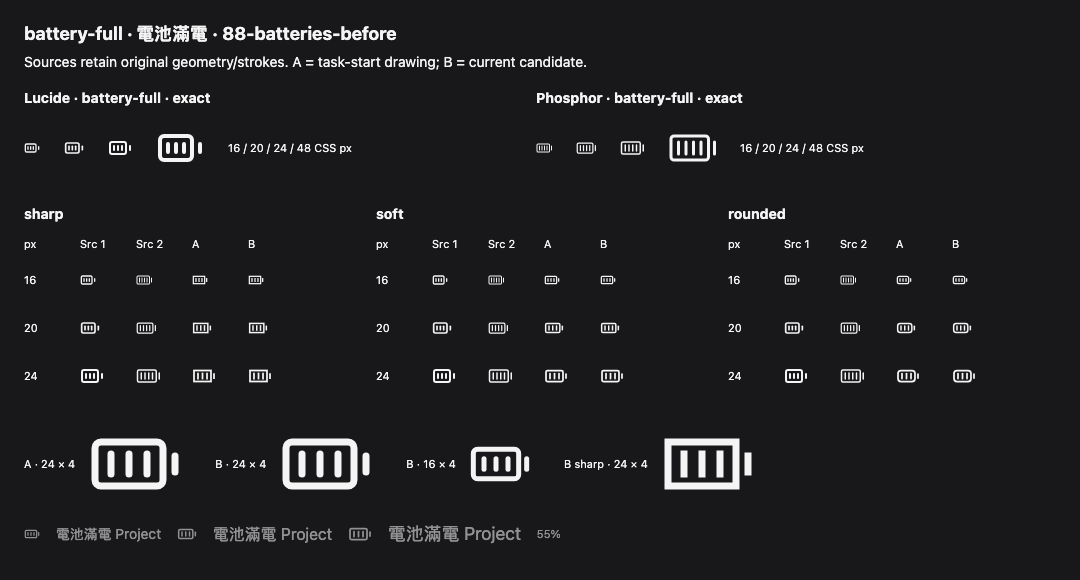 battery-full · 電池滿電 · 88-batteries-before
Sources retain original geometry/strokes. A = task-start drawing; B = current candidate.
Lucide · battery-full · exact
Phosphor · battery-full · exact
16 / 20 / 24 / 48 CSS px
16 / 20 / 24 / 48 CSS px
sharp
soft
rounded
px Src 1 Src 2 A B
px Src 1 Src 2 A B
px Src 1 Src 2 A B
16
16
16
20
20
20
24
24
24
A · 24 × 4
B · 24 × 4
B · 16 × 4
B sharp · 24 × 4
電池滿電 Project
電池滿電 Project
電池滿電 Project
55%